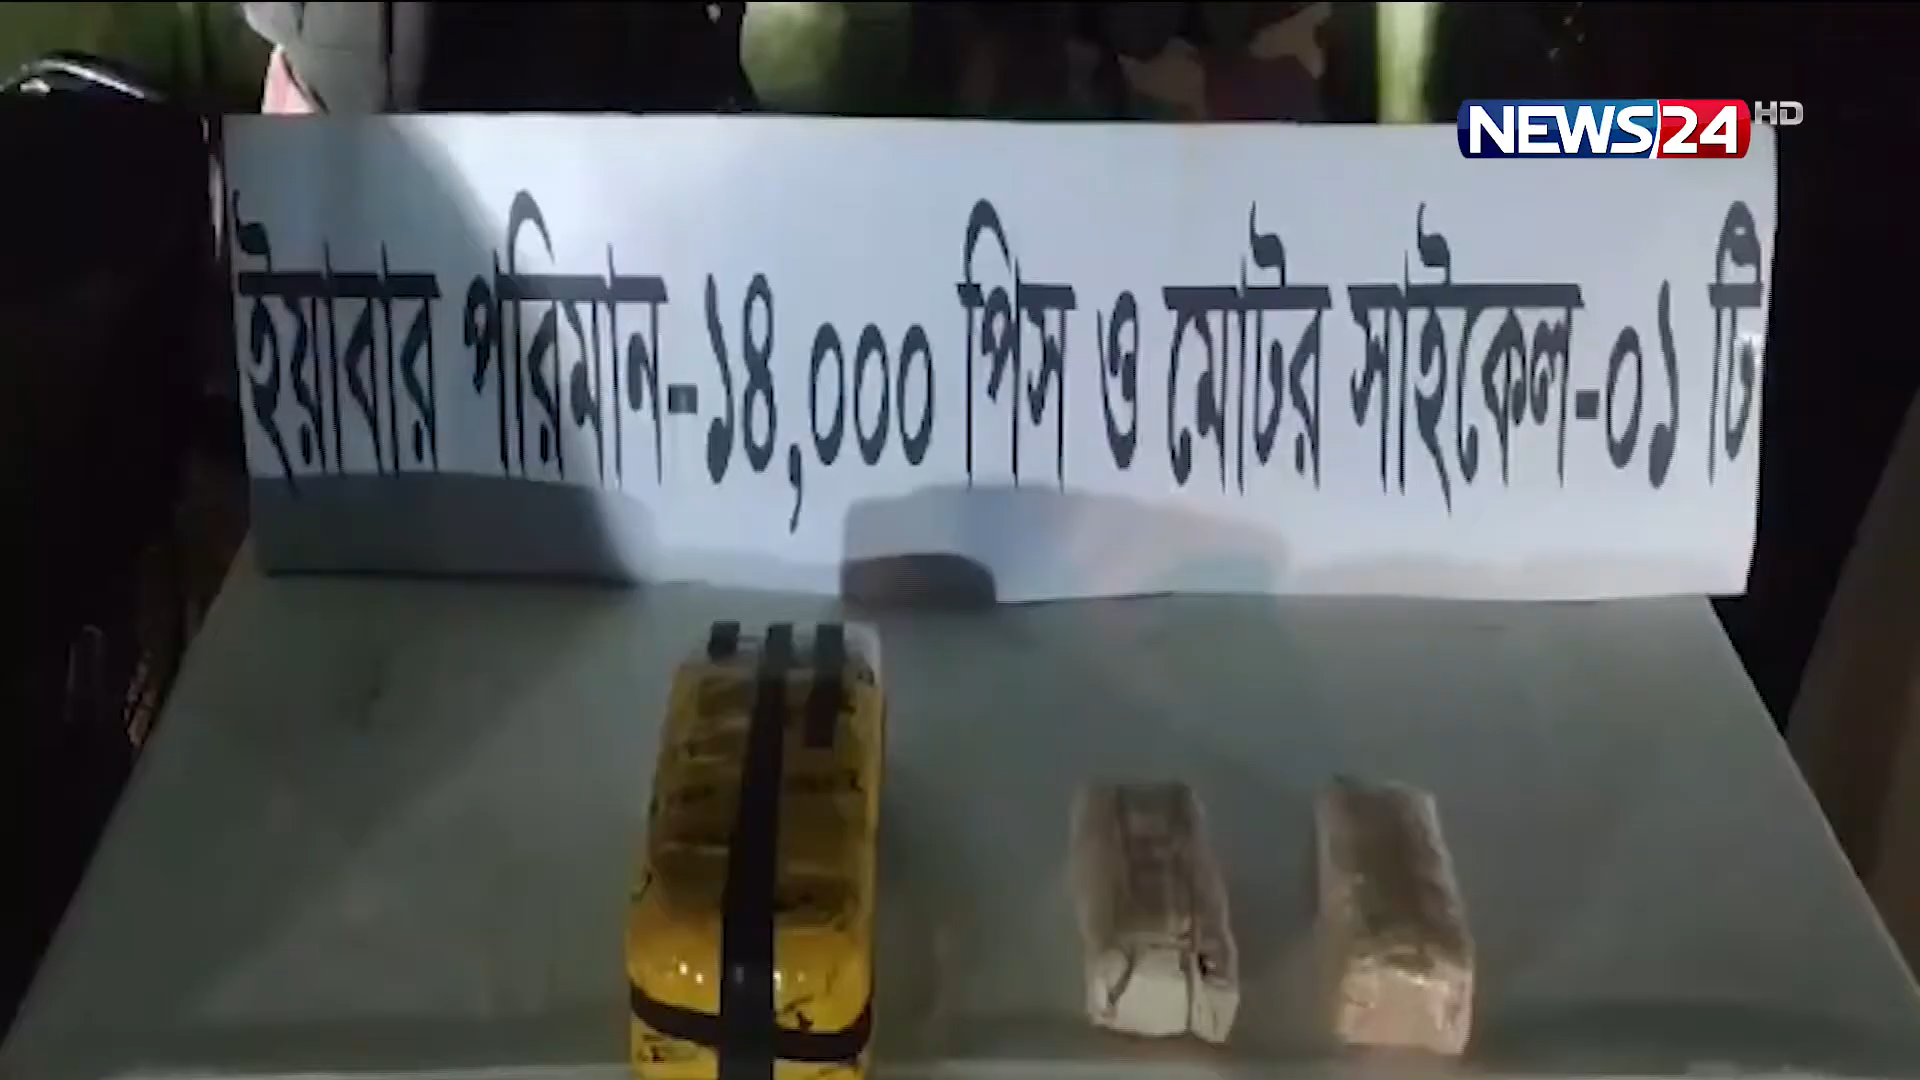 NEWS24 HD
ইয়াবার পরিমান-১৪,০০০ পিস ও মোটর সাইকেল-০১ টি